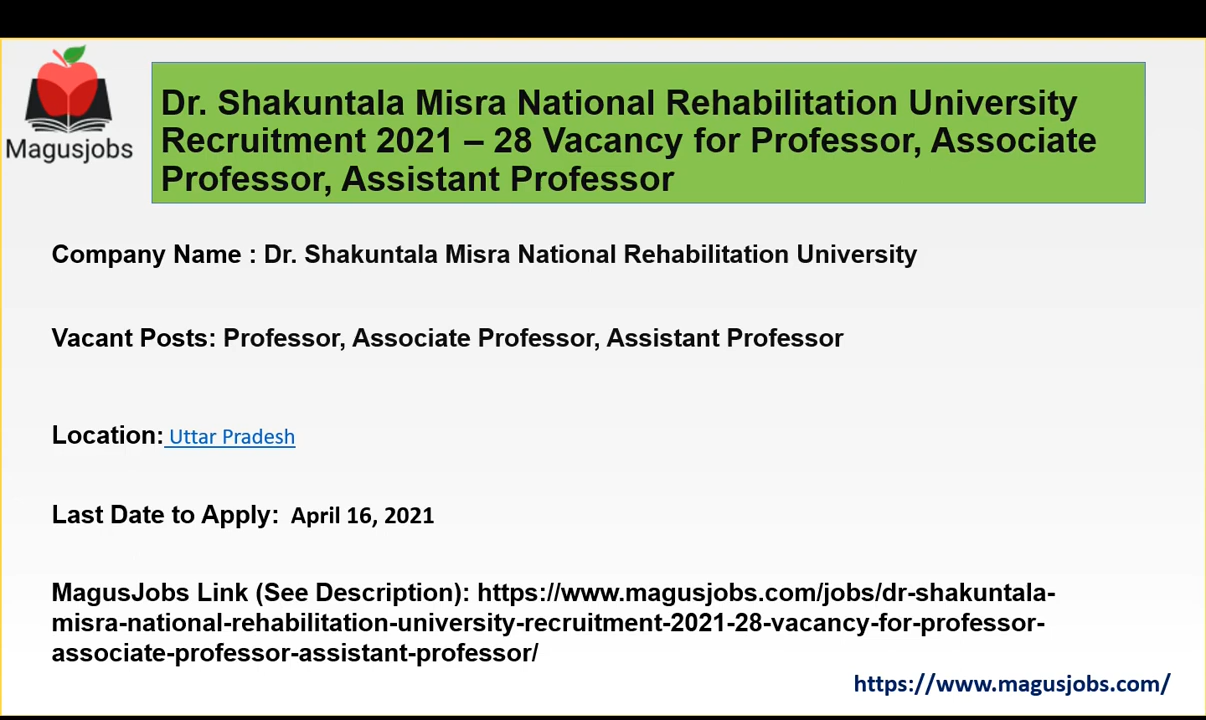 Magusjobs
Dr. Shakuntala Misra National Rehabilitation University
Recruitment 2021 – 28 Vacancy for Professor, Associate
Professor, Assistant Professor
Company Name : Dr. Shakuntala Misra National Rehabilitation University
Vacant Posts: Professor, Associate Professor, Assistant Professor
Location: Uttar Pradesh
Last Date to Apply: April 16, 2021
MagusJobs Link (See Description): https://www.magusjobs.com/jobs/dr-shakuntala-
misra-national-rehabilitation-university-recruitment-2021-28-vacancy-for-professor-
associate-professor-assistant-professor/
https://www.magusjobs.com/